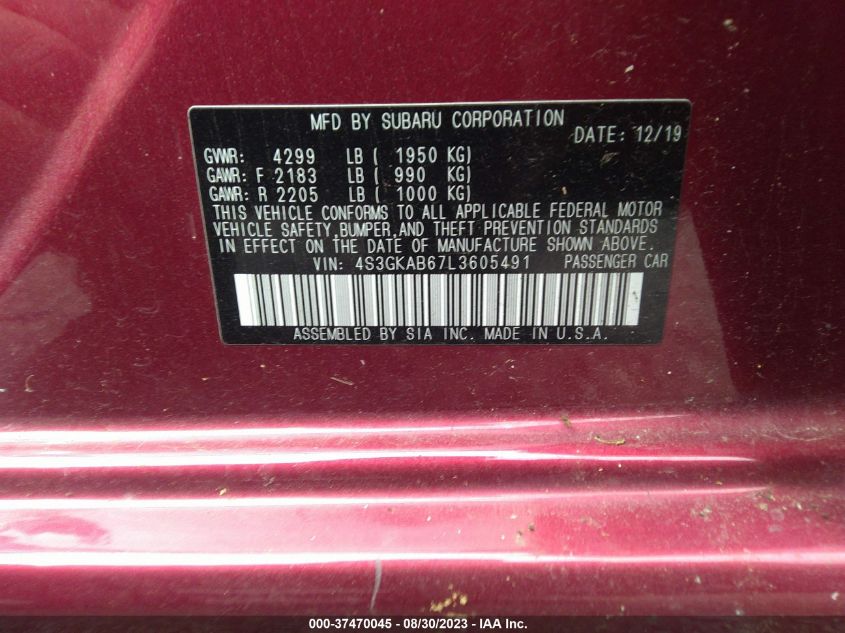 MFD BY SUBARU CORPORATION
DATE: 12/19
GVWR: 4299 LB ( 1950 KG)
GAWR: F 2183 LB ( 990 KG)
GAWR: R 2205 LB ( 1000 KG)
THIS VEHICLE CONFORMS TO ALL APPLICABLE FEDERAL MOTOR
VEHICLE SAFETY, BUMPER, AND THEFT PREVENTION STANDARDS
IN EFFECT ON THE DATE OF MANUFACTURE SHOWN ABOVE.
VIN: 4S3GKAB67L3605491 PASSENGER CAR
ASSEMBLED BY SIA INC. MADE IN U.S.A.
000-37470045 - 08/30/2023 - IAA Inc.